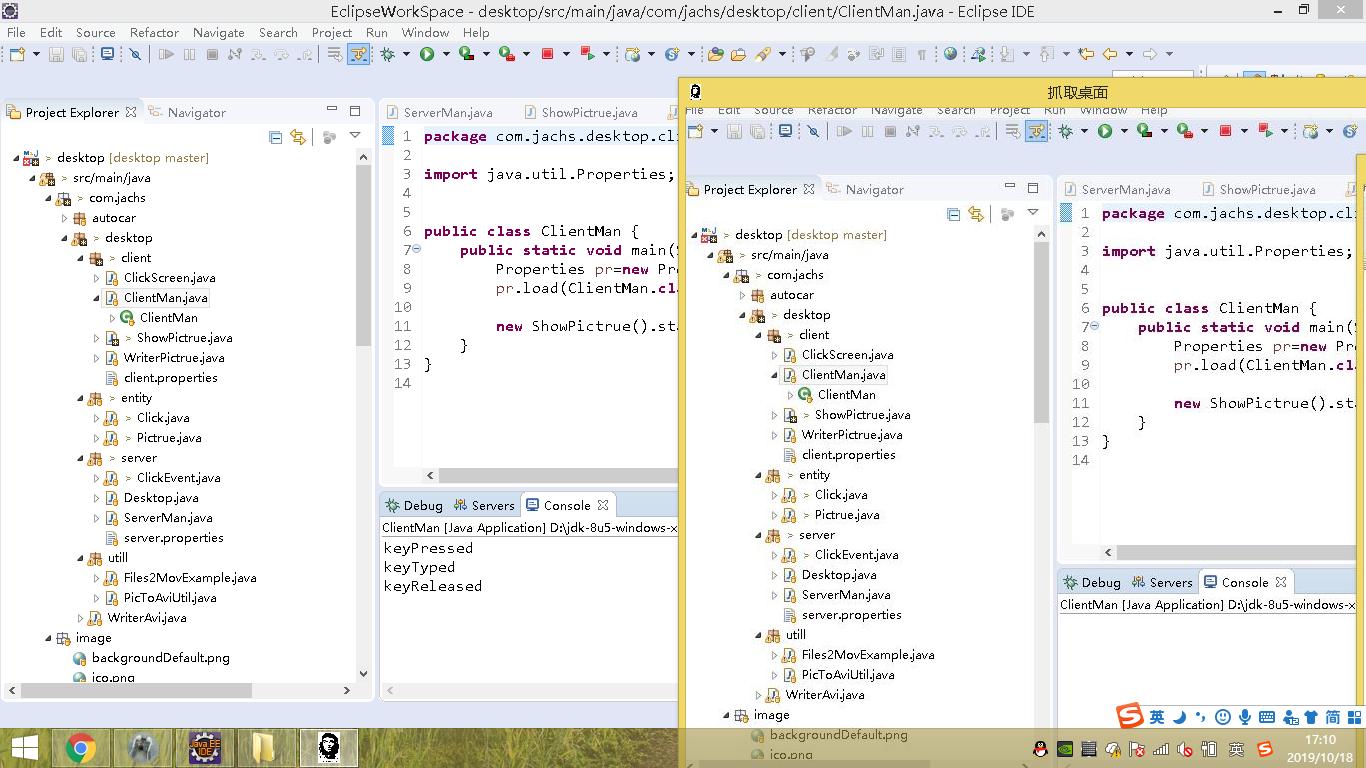 EclipseWorkSpace - desktop/src/main/java/com/jachs/desktop/client/ClientMan.java - Eclipse IDE
File Edit Source Refactor Navigate Search Project Run Window Help
Project Explorer Navigator
> desktop [desktop master]
> src/main/java
> com.jachs
autocar
> desktop
> client
ClickScreen.java
ClientMan.java
ClientMan
> ShowPictrue.java
WriterPictrue.java
client.properties
> entity
> Click.java
> Pictrue.java
> server
> ClickEvent.java
Desktop.java
ServerMan.java
server.properties
utill
Files2MovExample.java
PicToAviUtil.java
WriterAvi.java
image
backgroundDefault.png
ico.png
ServerMan.java ShowPictrue.java
1 package com.jachs.desktop.cl
2
3 import java.util.Properties;
4
5
6 public class ClientMan {
7 public static void main(
8 Properties pr=new Pr
9 pr.load(ClientMan.cl
10
11 new ShowPictrue().st
12 }
13 }
14
Debug Servers Console
ClientMan [Java Application] D:\jdk-8u5-windows-x
keyPressed
keyTyped
keyReleased
抓取桌面
File Edit Source Refactor Navigate Search Project Run Window Help
Project Explorer Navigator
> desktop [desktop master]
> src/main/java
> com.jachs
autocar
> desktop
> client
ClickScreen.java
ClientMan.java
ClientMan
> ShowPictrue.java
WriterPictrue.java
client.properties
> entity
> Click.java
> Pictrue.java
> server
> ClickEvent.java
Desktop.java
ServerMan.java
server.properties
utill
Files2MovExample.java
PicToAviUtil.java
WriterAvi.java
image
backgroundDefault.png
ico.png
ServerMan.java ShowPictrue.java
1 package com.jachs.desktop.cl
2
3 import java.util.Properties;
4
5
6 public class ClientMan {
7 public static void main(
8 Properties pr=new Pro
9 pr.load(ClientMan.cl
10
11 new ShowPictrue().sta
12 }
13 }
14
Debug Servers Console
ClientMan [Java Application] D:\jdk-8u5-windows-x
英 简
Java EE
IDE
英
17:10
2019/10/18